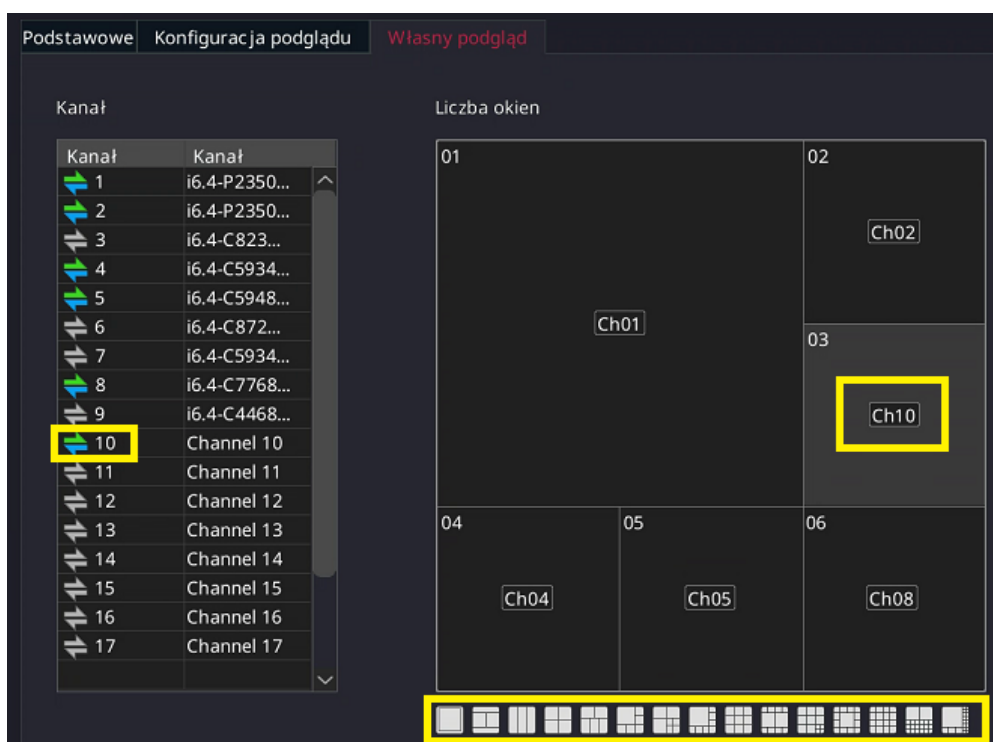 Podstawowe Konfiguracja podglądu Własny podgląd
Kanał
Kanał Kanał
1 i6.4-P2350...
2 i6.4-P2350...
3 i6.4-C823...
4 i6.4-C5934...
5 i6.4-C5948...
6 i6.4-C872...
7 i6.4-C5934...
8 i6.4-C7768...
9 i6.4-C4468...
10 Channel 10
11 Channel 11
12 Channel 12
13 Channel 13
14 Channel 14
15 Channel 15
16 Channel 16
17 Channel 17
Liczba okien
01
Ch01
02
Ch02
03
Ch10
04
Ch04
05
Ch05
06
Ch08